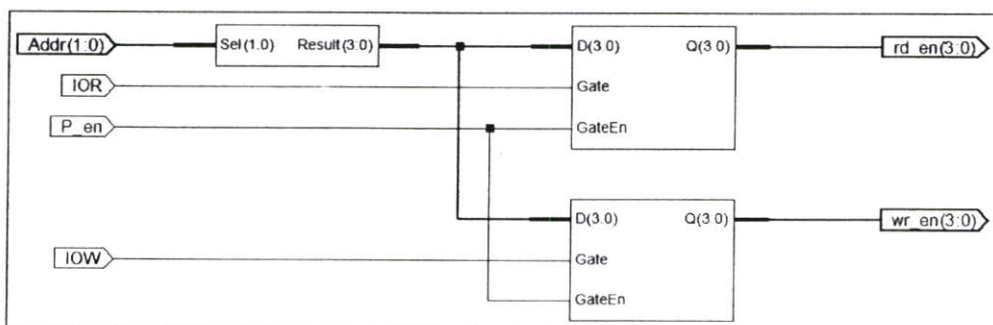 Addr(1:0)
Sel(1.0) Result(3:0)
D(3.0) Q(3:0)
rd_en(3:0)
IOR
Gate
P_en
GateEn
D(3.0) Q(3:0)
wr_en(3:0)
IOW
Gate
GateEn